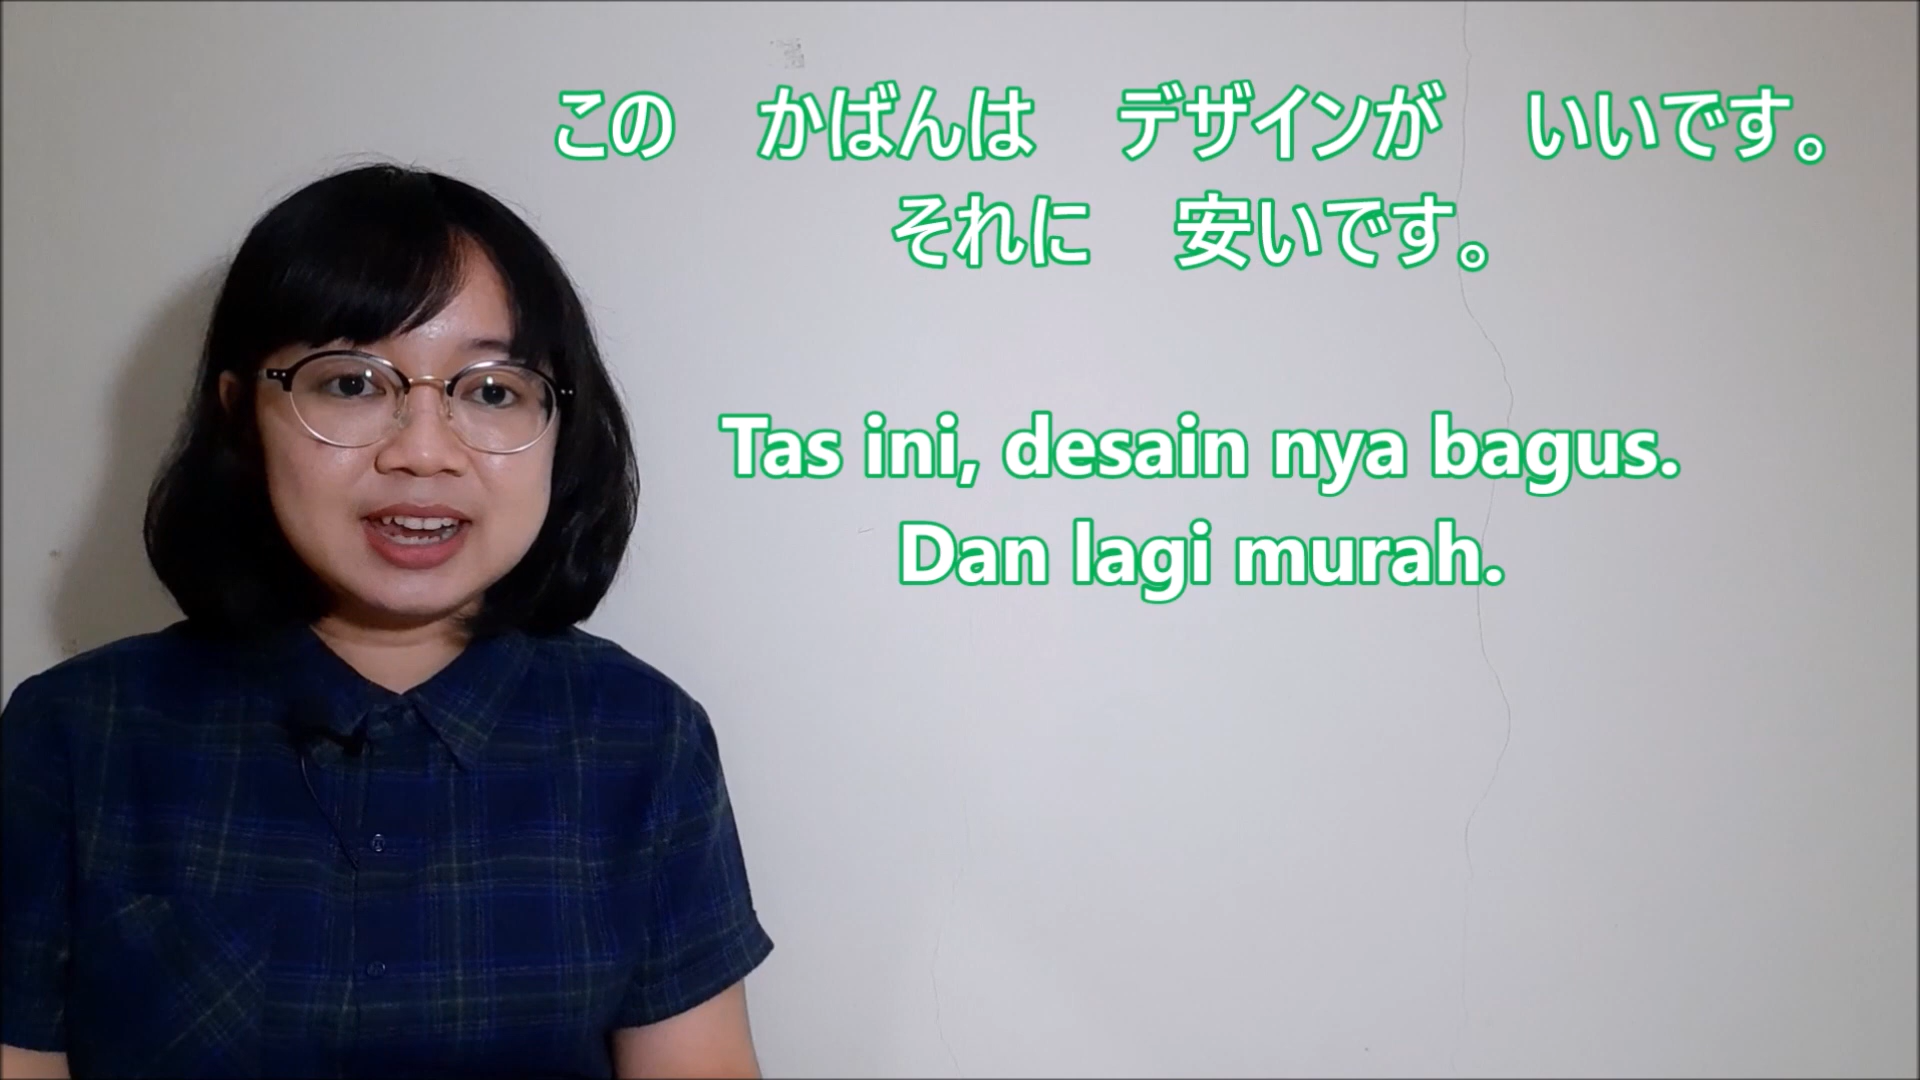 この　かばんは　デザインが　いいです。
それに　安いです。
Tas ini, desain nya bagus.
Dan lagi murah.